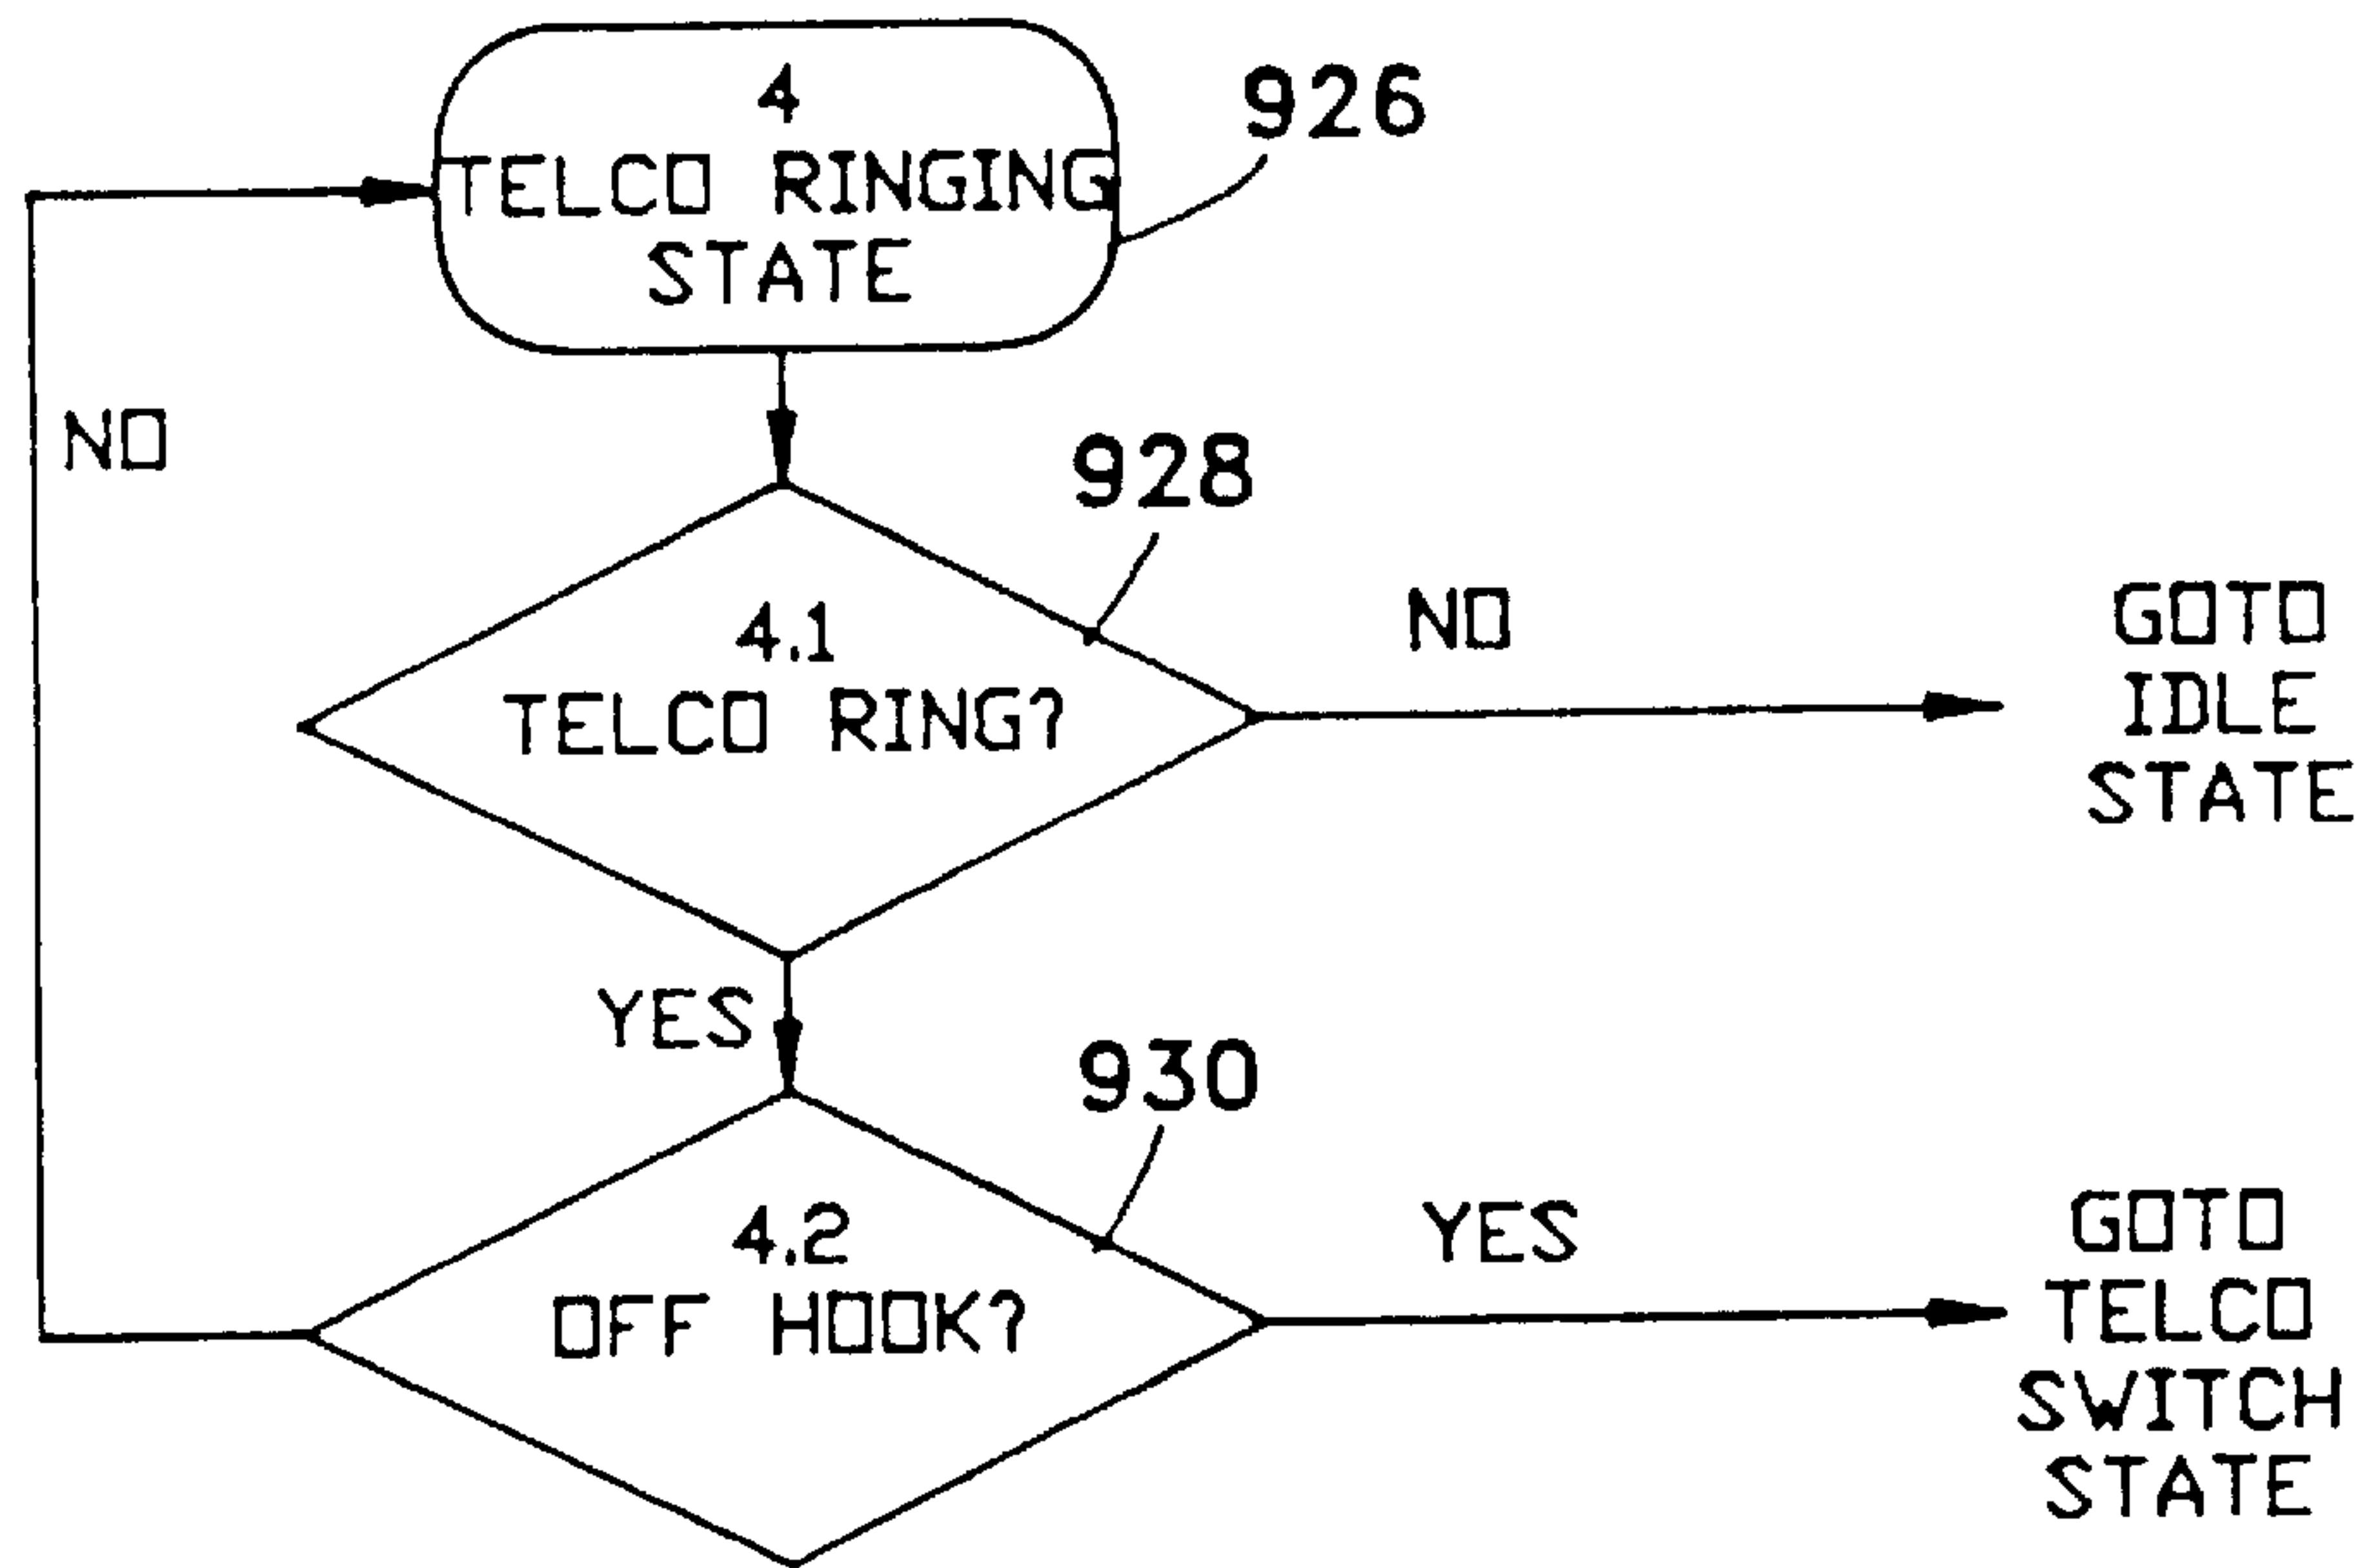 4
TELCO RINGING
STATE
926
NO
928
4.1
TELCO RING?
NO
GOTO
IDLE
STATE
YES
930
4.2
OFF HOOK?
YES
GOTO
TELCO
SWITCH
STATE